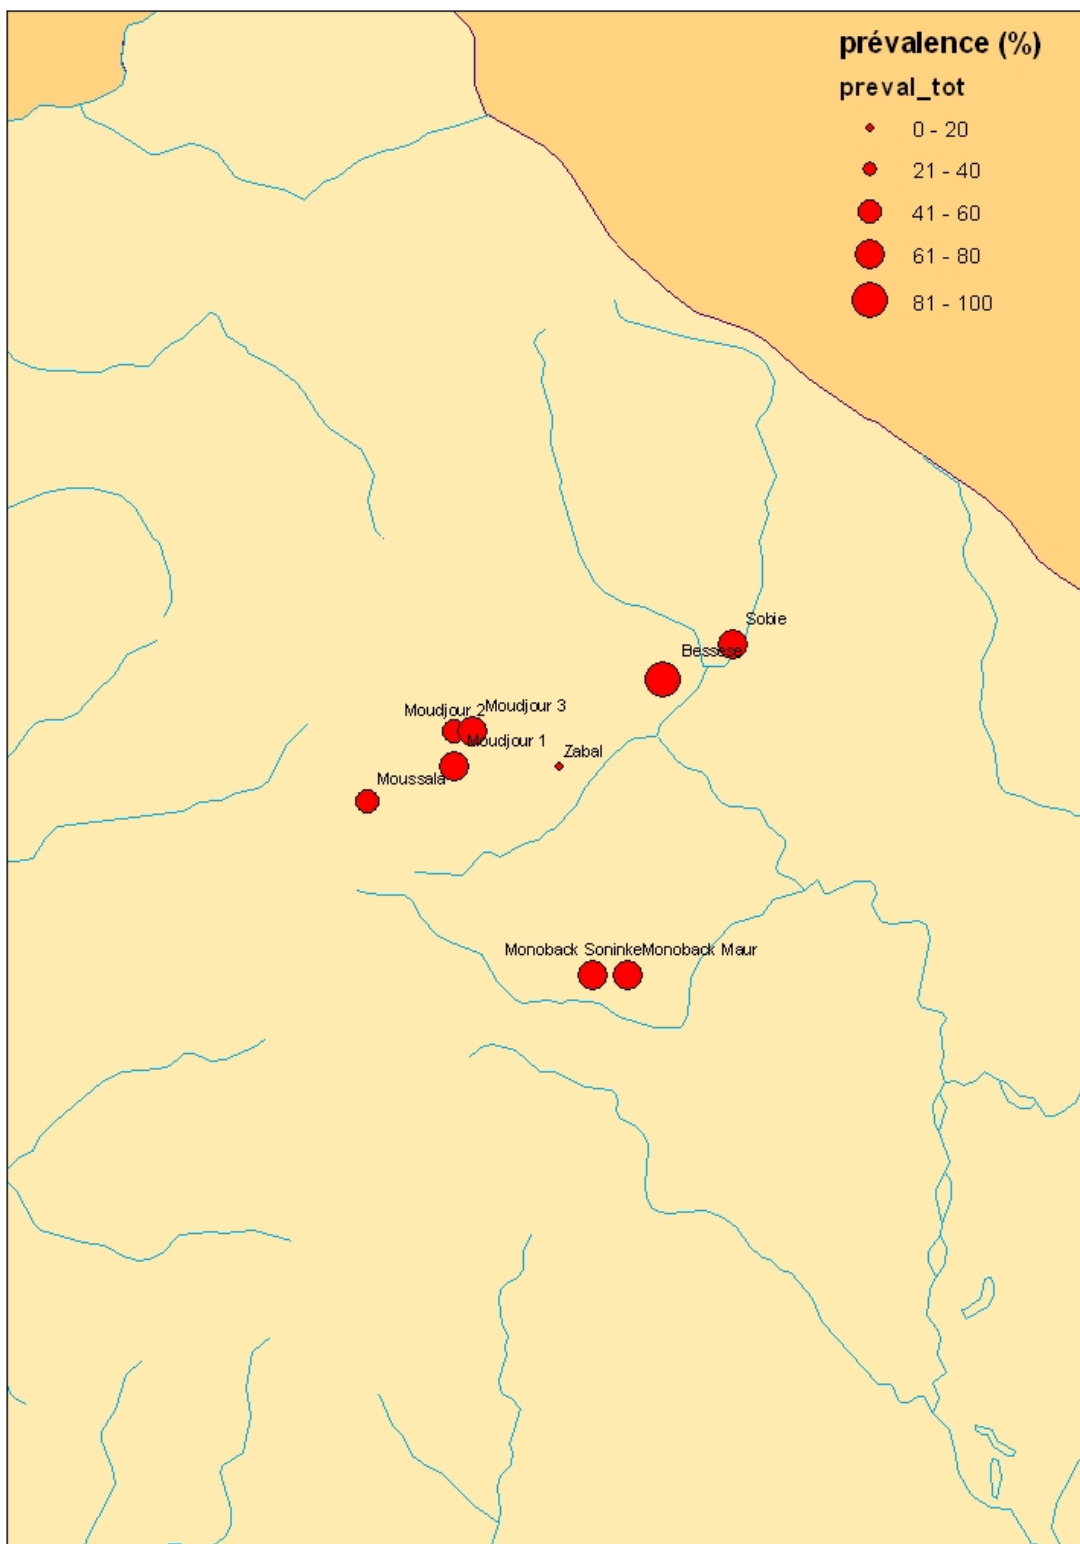 prévalence (%)
preval_tot
0 - 20
21 - 40
41 - 60
61 - 80
81 - 100
Sobie
Bessese
Moudjour 2
Moudjour 3
Moudjour 1
Zabal
Moussala
Monoback Soninke
Monoback Maur